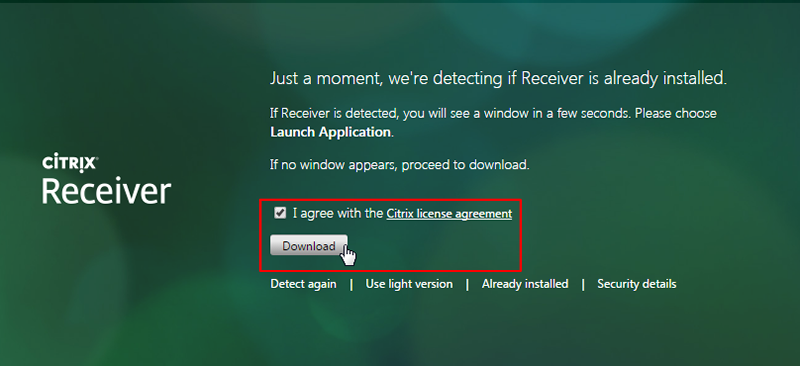 Just a moment, we're detecting if Receiver is already installed.
If Receiver is detected, you will see a window in a few seconds. Please choose
Launch Application.
If no window appears, proceed to download.
CITRIX®
Receiver
I agree with the Citrix license agreement
Download
Detect again | Use light version | Already installed | Security details